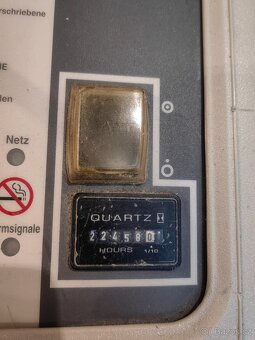 rschriebene
IE
len
Netz
rmsignale
QUARTZ
224580
HOURS 1/10